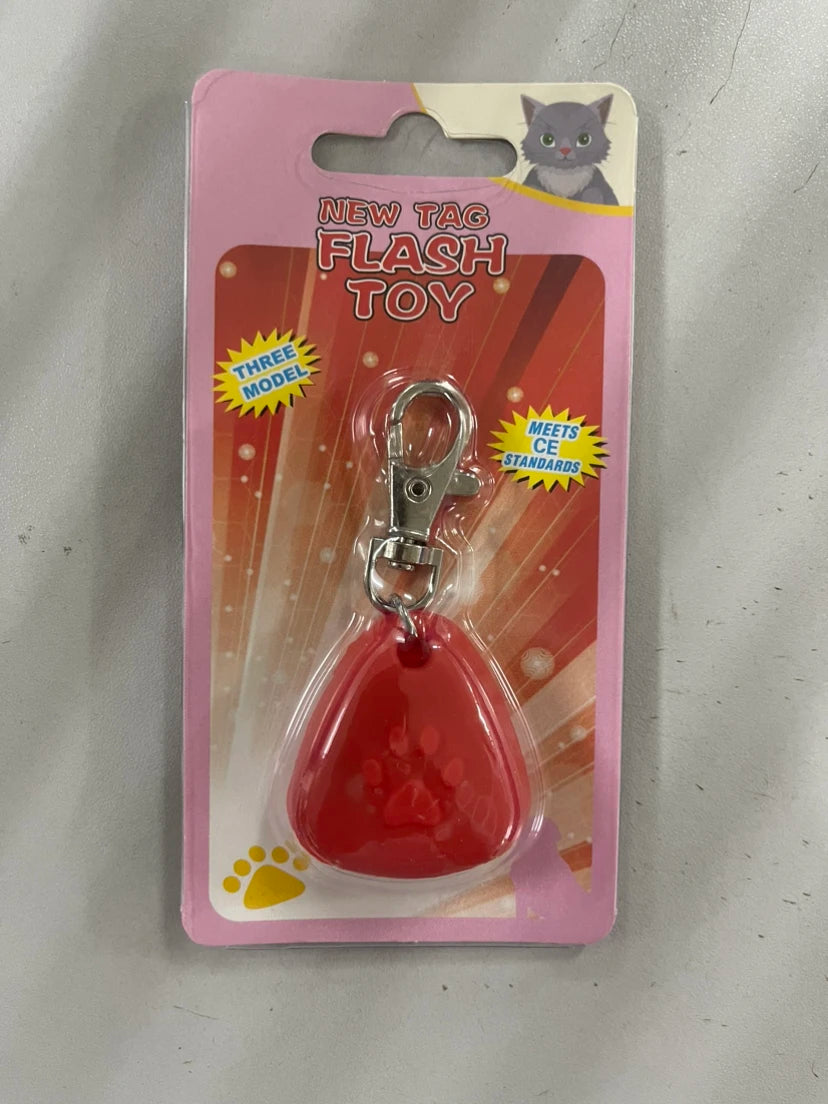 NEW TAG
FLASH
TOY
THREE
MODEL
MEETS
CE
STANDARDS